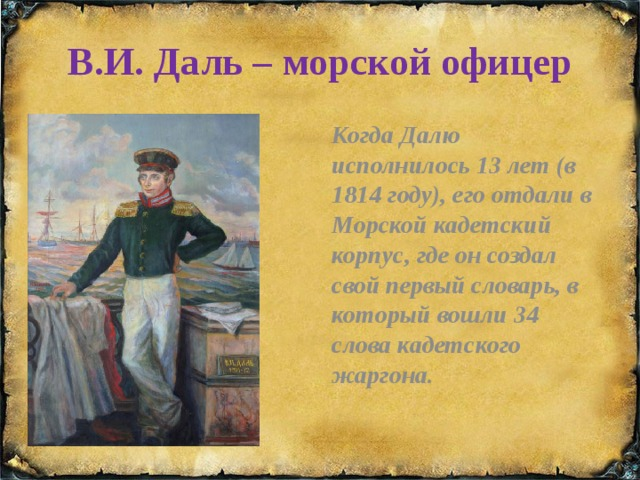 В.И. Даль – морской офицер
Когда Далю
исполнилось 13 лет (в
1814 году), его отдали в
Морской кадетский
корпус, где он создал
свой первый словарь, в
который вошли 34
слова кадетского
жаргона.
В.И. ДАЛЬ